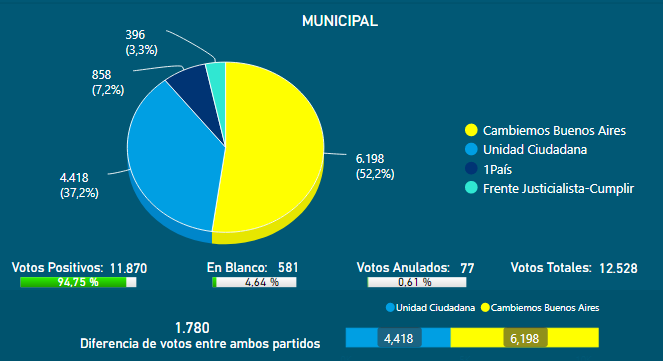 MUNICIPAL
396
(3,3%)
858
(7,2%)
4.418
(37,2%)
6.198
(52,2%)
Cambiemos Buenos Aires
Unidad Ciudadana
1País
Frente Justicialista-Cumplir
Votos Positivos: 11.870
94,75 %
En Blanco: 581
4,64 %
Votos Anulados: 77
0,61 %
Votos Totales: 12.528
Unidad Ciudadana Cambiemos Buenos Aires
1.780
Diferencia de votos entre ambos partidos
4,418 6,198